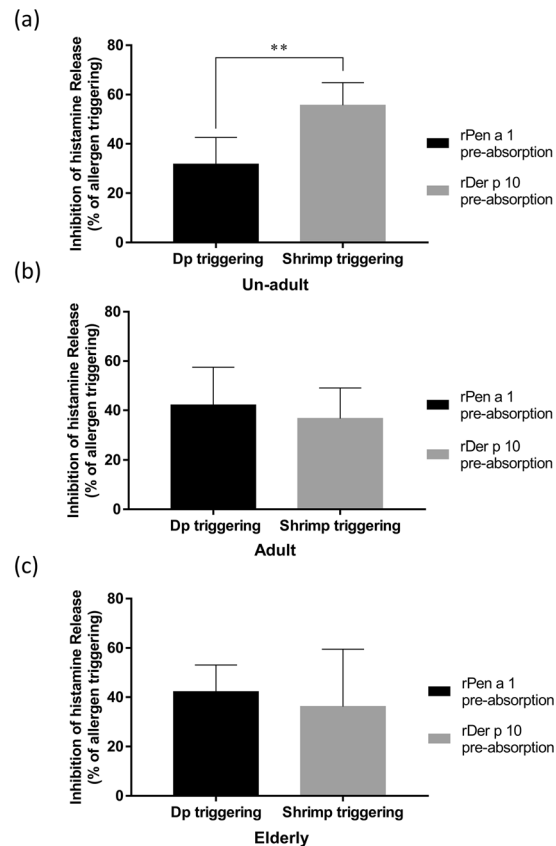 (a)
Inhibition of histamine Release
(% of allergen triggering)
80
60
40
20
0
**
Dp triggering
Shrimp triggering
Un-adult
rPen a 1
pre-absorption
rDer p 10
pre-absorption
(b)
Inhibition of histamine Release
(% of allergen triggering)
80
60
40
20
0
Dp triggering
Shrimp triggering
Adult
rPen a 1
pre-absorption
rDer p 10
pre-absorption
(c)
Inhibition of histamine Release
(% of allergen triggering)
80
60
40
20
0
Dp triggering
Shrimp triggering
Elderly
rPen a 1
pre-absorption
rDer p 10
pre-absorption